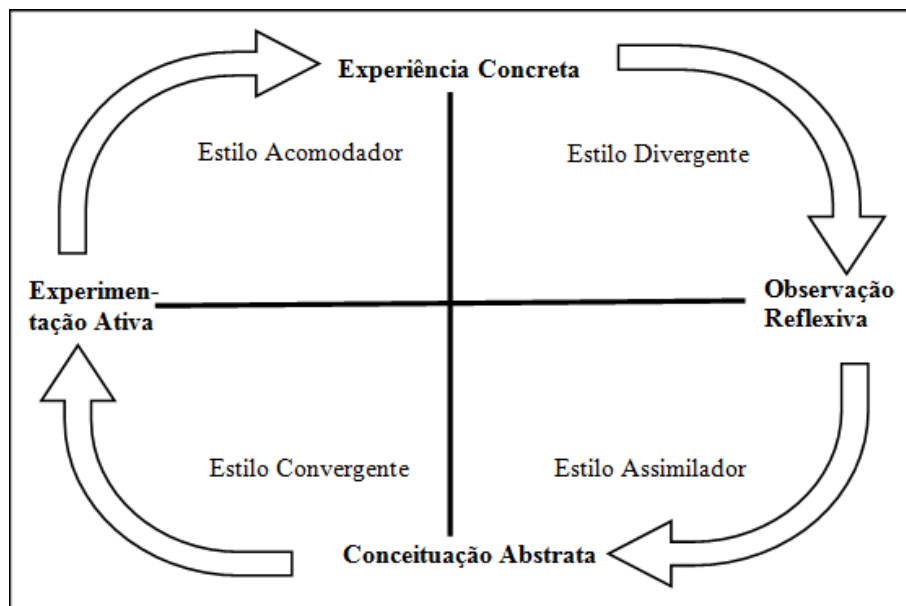 Experiência Concreta
Estilo Acomodador
Estilo Divergente
Experimen-
tação Ativa
Observação
Reflexiva
Estilo Convergente
Estilo Assimilador
Conceituação Abstrata